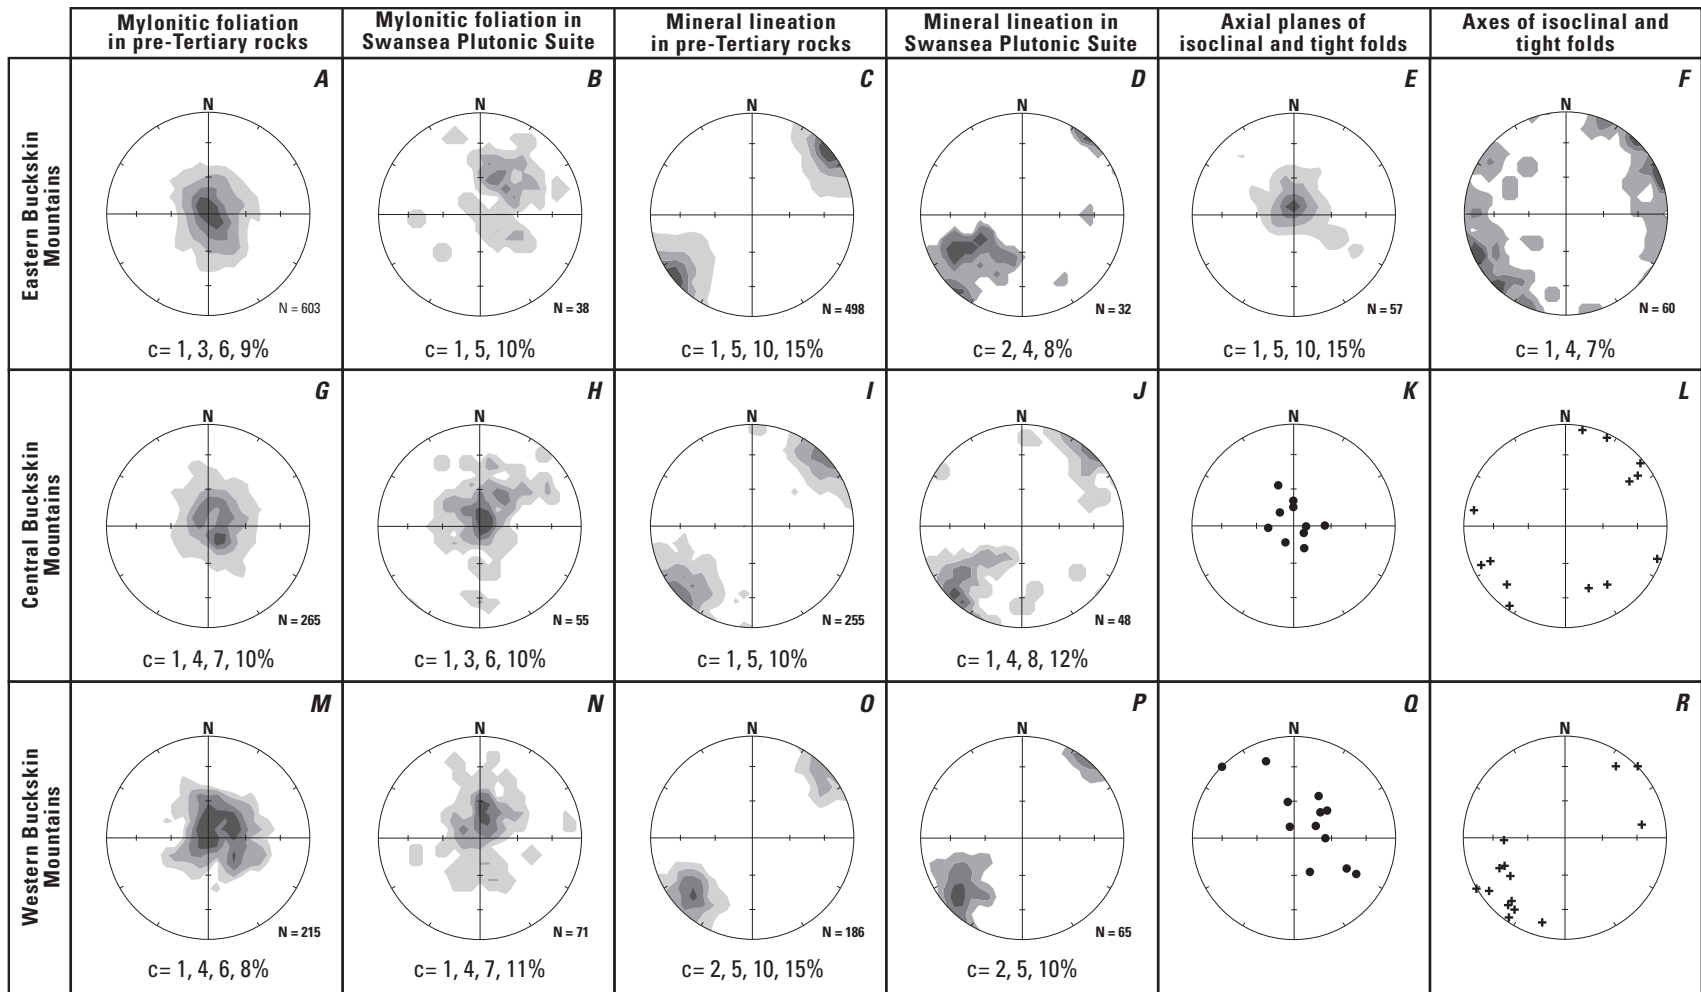 Mylonitic foliation
in pre-Tertiary rocks
Mylonitic foliation in
Swansea Plutonic Suite
Mineral lineation
in pre-Tertiary rocks
Mineral lineation in
Swansea Plutonic Suite
Axial planes of
isoclinal and tight folds
Axes of isoclinal and
tight folds
Eastern Buckskin
Mountains
A
N
N = 603
c= 1, 3, 6, 9%
B
N
N = 38
c= 1, 5, 10%
C
N
N = 498
c= 1, 5, 10, 15%
D
N
N = 32
c= 2, 4, 8%
E
N
N = 57
c= 1, 5, 10, 15%
F
N
N = 60
c= 1, 4, 7%
Central Buckskin
Mountains
G
N
N = 265
c= 1, 4, 7, 10%
H
N
N = 55
c= 1, 3, 6, 10%
I
N
N = 255
c= 1, 5, 10%
J
N
N = 48
c= 1, 4, 8, 12%
K
N
L
N
Western Buckskin
Mountains
M
N
N = 215
c= 1, 4, 6, 8%
N
N
N = 71
c= 1, 4, 7, 11%
O
N
N = 186
c= 2, 5, 10, 15%
P
N
N = 65
c= 2, 5, 10%
Q
N
R
N